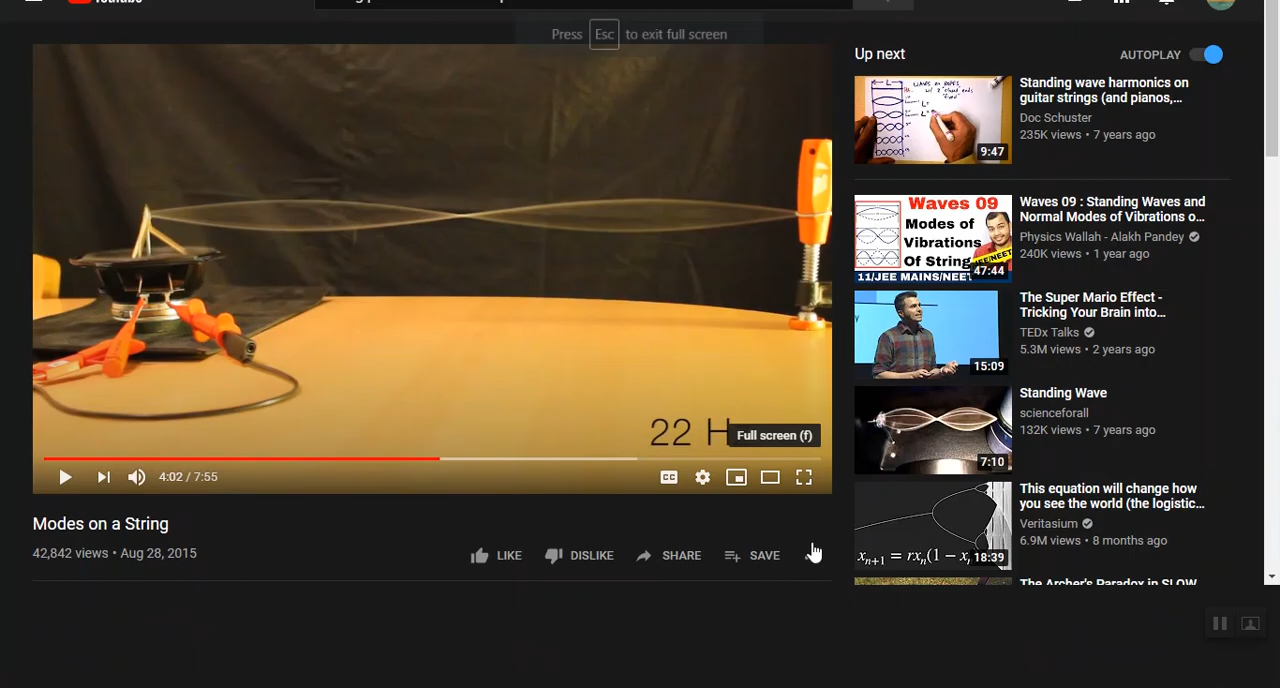 Press Esc to exit full screen
22 H
Full screen (f)
CC
4:02 / 7:55
Modes on a String
42,842 views • Aug 28, 2015
LIKE DISLIKE SHARE SAVE
Up next
AUTOPLAY
9:47
Standing wave harmonics on
guitar strings (and pianos,...
Doc Schuster
235K views • 7 years ago
Waves 09
Modes of
Vibrations
Of String
11/JEE MAINS/NEET
47:44
Waves 09 : Standing Waves and
Normal Modes of Vibrations o...
Physics Wallah - Alakh Pandey
240K views • 1 year ago
15:09
The Super Mario Effect -
Tricking Your Brain into...
TEDx Talks
5.3M views • 2 years ago
7:10
Standing Wave
scienceforall
132K views • 7 years ago
18:39
This equation will change how
you see the world (the logistic...
Veritasium
6.9M views • 8 months ago
The Archer's Paradox in SLOW